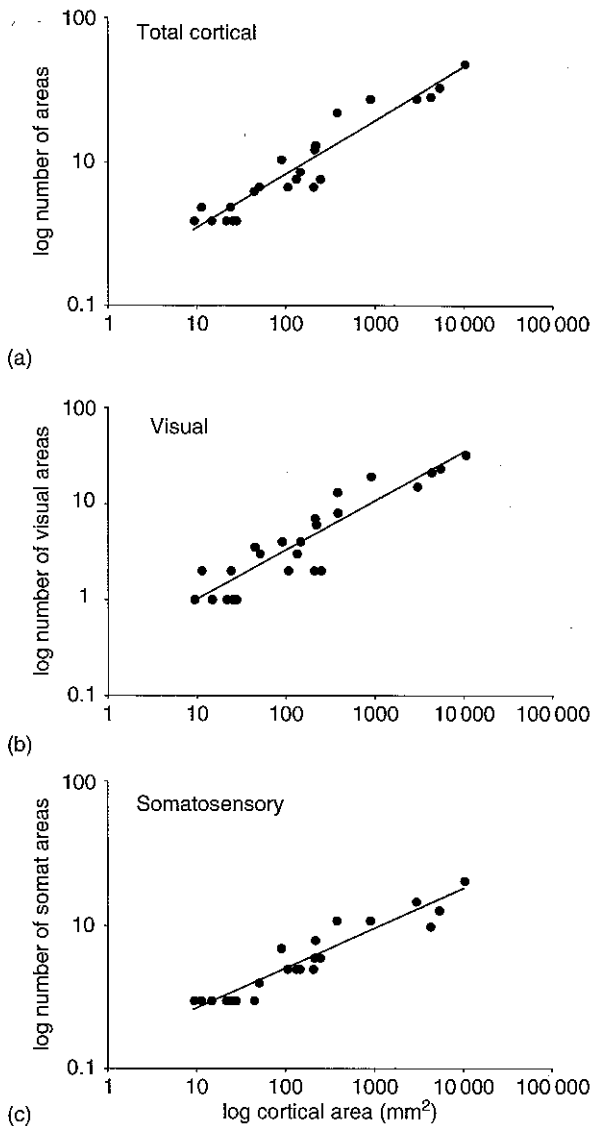 Total cortical
log number of areas
100
10
0.1
1 10 100 1000 10 000 100 000
(a)
Visual
log number of visual areas
100
10
1
0.1
1 10 100 1000 10 000 100 000
(b)
Somatosensory
log number of somat areas
100
10
0.1
1 10 100 1000 10 000 100 000
log cortical area (mm²)
(c)